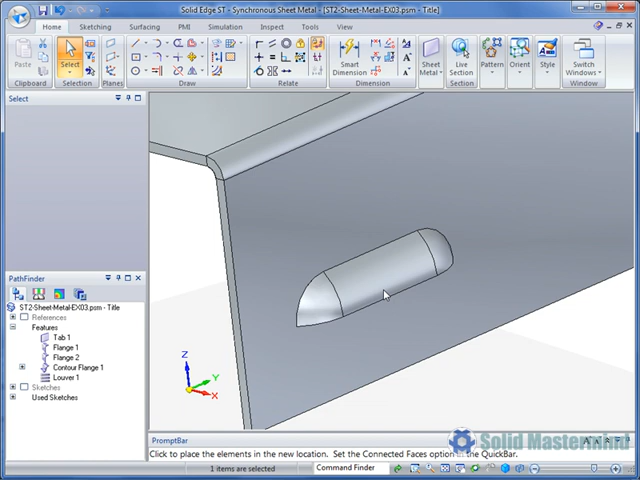 Solid Edge ST - Synchronous Sheet Metal - [ST2-Sheet-Metal-EX03.psm - Title]
Home Sketching Surfacing PMI Simulation Inspect Tools View
Paste
Select
Smart Dimension
Sheet Metal
Live Section
Pattern
Orient
Style
Switch Windows
Clipboard Selection Planes Draw Relate Dimension Section Window
Select
PathFinder
ST2-Sheet-Metal-EX03.psm - Title
References
Features
Tab 1
Flange 1
Flange 2
Contour Flange 1
Louver 1
Sketches
Used Sketches
Z
Y
X
PromptBar
Click to place the elements in the new location. Set the Connected Faces option in the QuickBar.
Solid Mastermind
1 items are selected
Command Finder